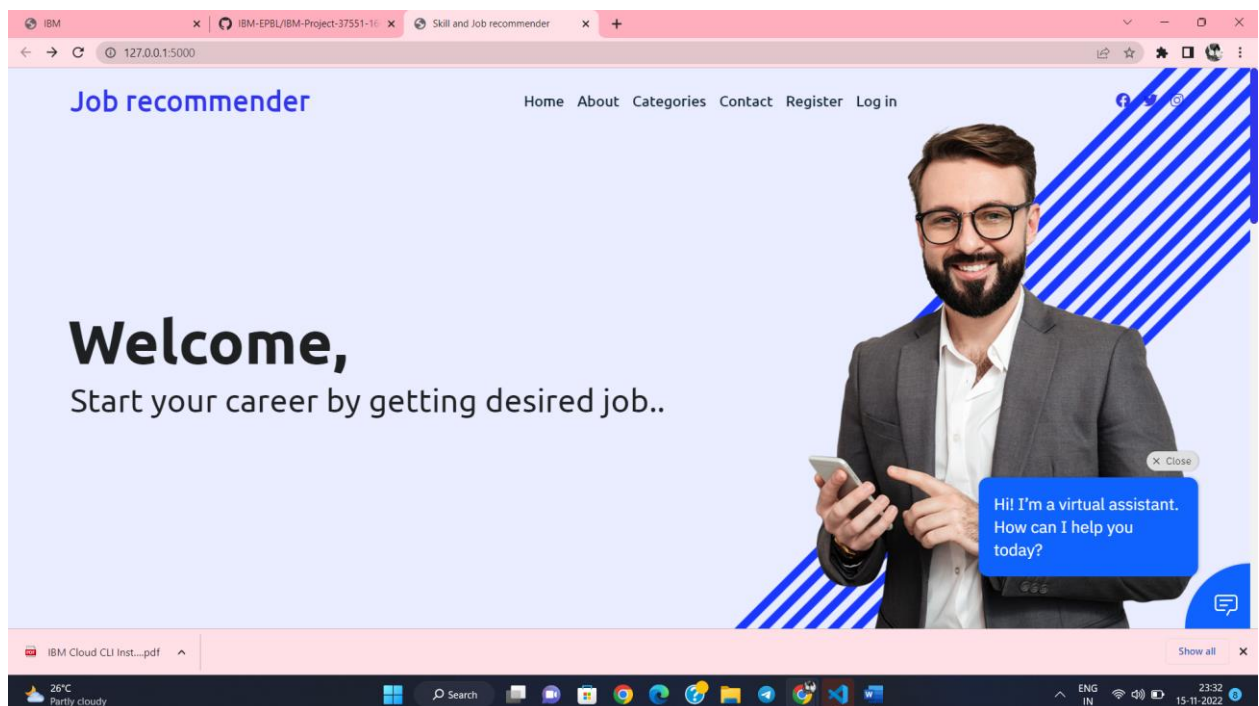 IBM
IBM-EPBL/IBM-Project-37551-16
Skill and Job recommender
127.0.0.1:5000
Job recommender
Home About Categories Contact Register Log in
Welcome,
Start your career by getting desired job..
Close
Hi! I'm a virtual assistant.
How can I help you
today?
IBM Cloud CLI Inst....pdf
Show all
26°C
Partly cloudy
Search
ENG
IN
23:32
15-11-2022
8